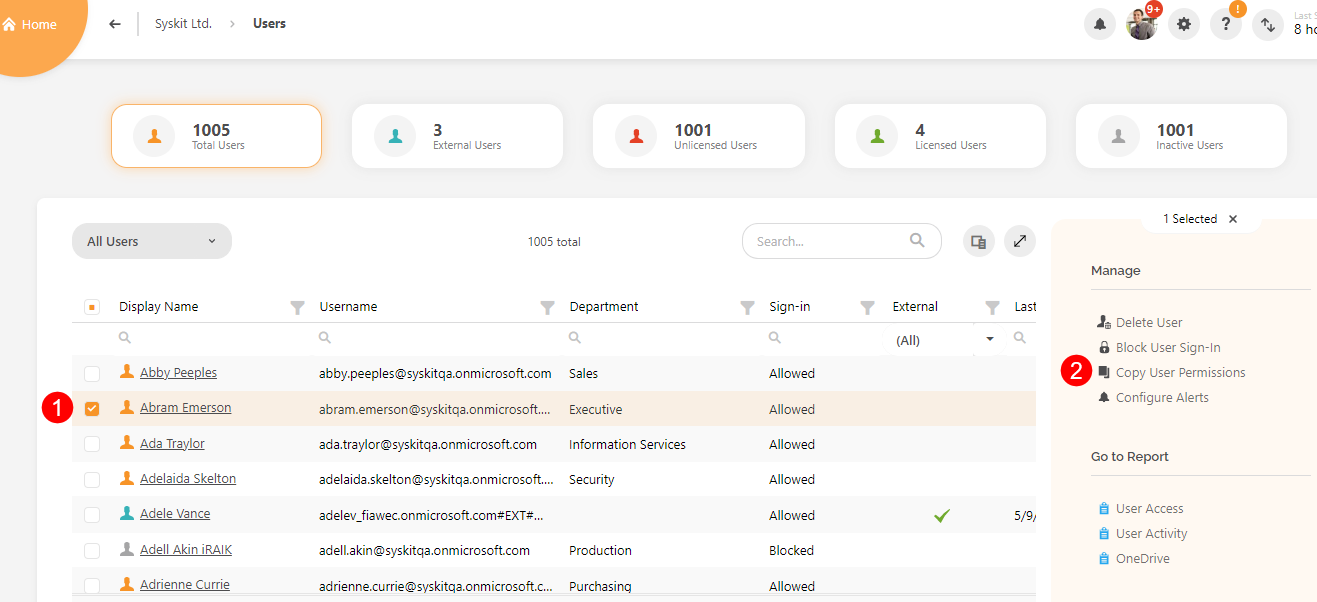 Home
Syskit Ltd. > Users
9+
!
?
Last S
8 ho
1005
Total Users
3
External Users
1001
Unlicensed Users
4
Licensed Users
1001
Inactive Users
All Users
1005 total
Search...
1 Selected ×
Display Name Username Department Sign-in External Last
(All)
Abby Peeples abby.peeples@syskitqa.onmicrosoft.com Sales Allowed
1
Abram Emerson abram.emerson@syskitqa.onmicrosoft.... Executive Allowed
Ada Traylor ada.traylor@syskitqa.onmicrosoft.com Information Services Allowed
Adelaida Skelton adelaida.skelton@syskitqa.onmicrosoft.... Security Allowed
Adele Vance adelev_fiawec.onmicrosoft.com#EXT#... Allowed 5/9/
Adell Akin iRAIK adell.akin@syskitqa.onmicrosoft.com Production Blocked
Adrienne Currie adrienne.currie@syskitqa.onmicrosoft.c... Purchasing Allowed
Manage
Delete User
Block User Sign-In
2
Copy User Permissions
Configure Alerts
Go to Report
User Access
User Activity
OneDrive